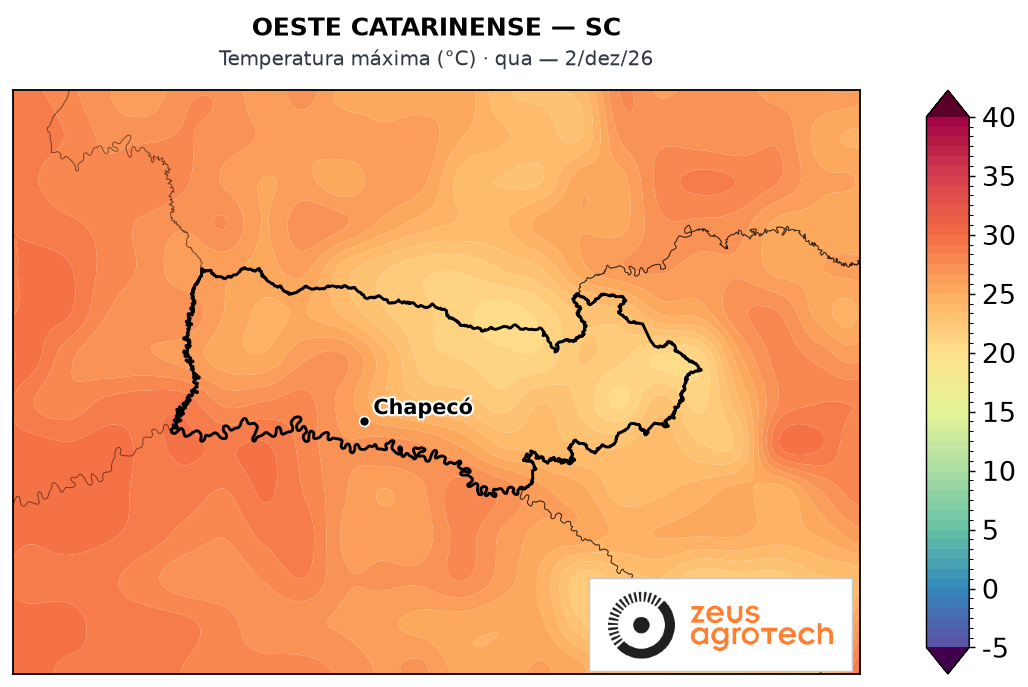 OESTE CATARINENSE — SC
Temperatura máxima (°C) · qua — 2/dez/26
Chapecó
40
35
30
25
20
15
10
5
0
-5
zeus
agrotech